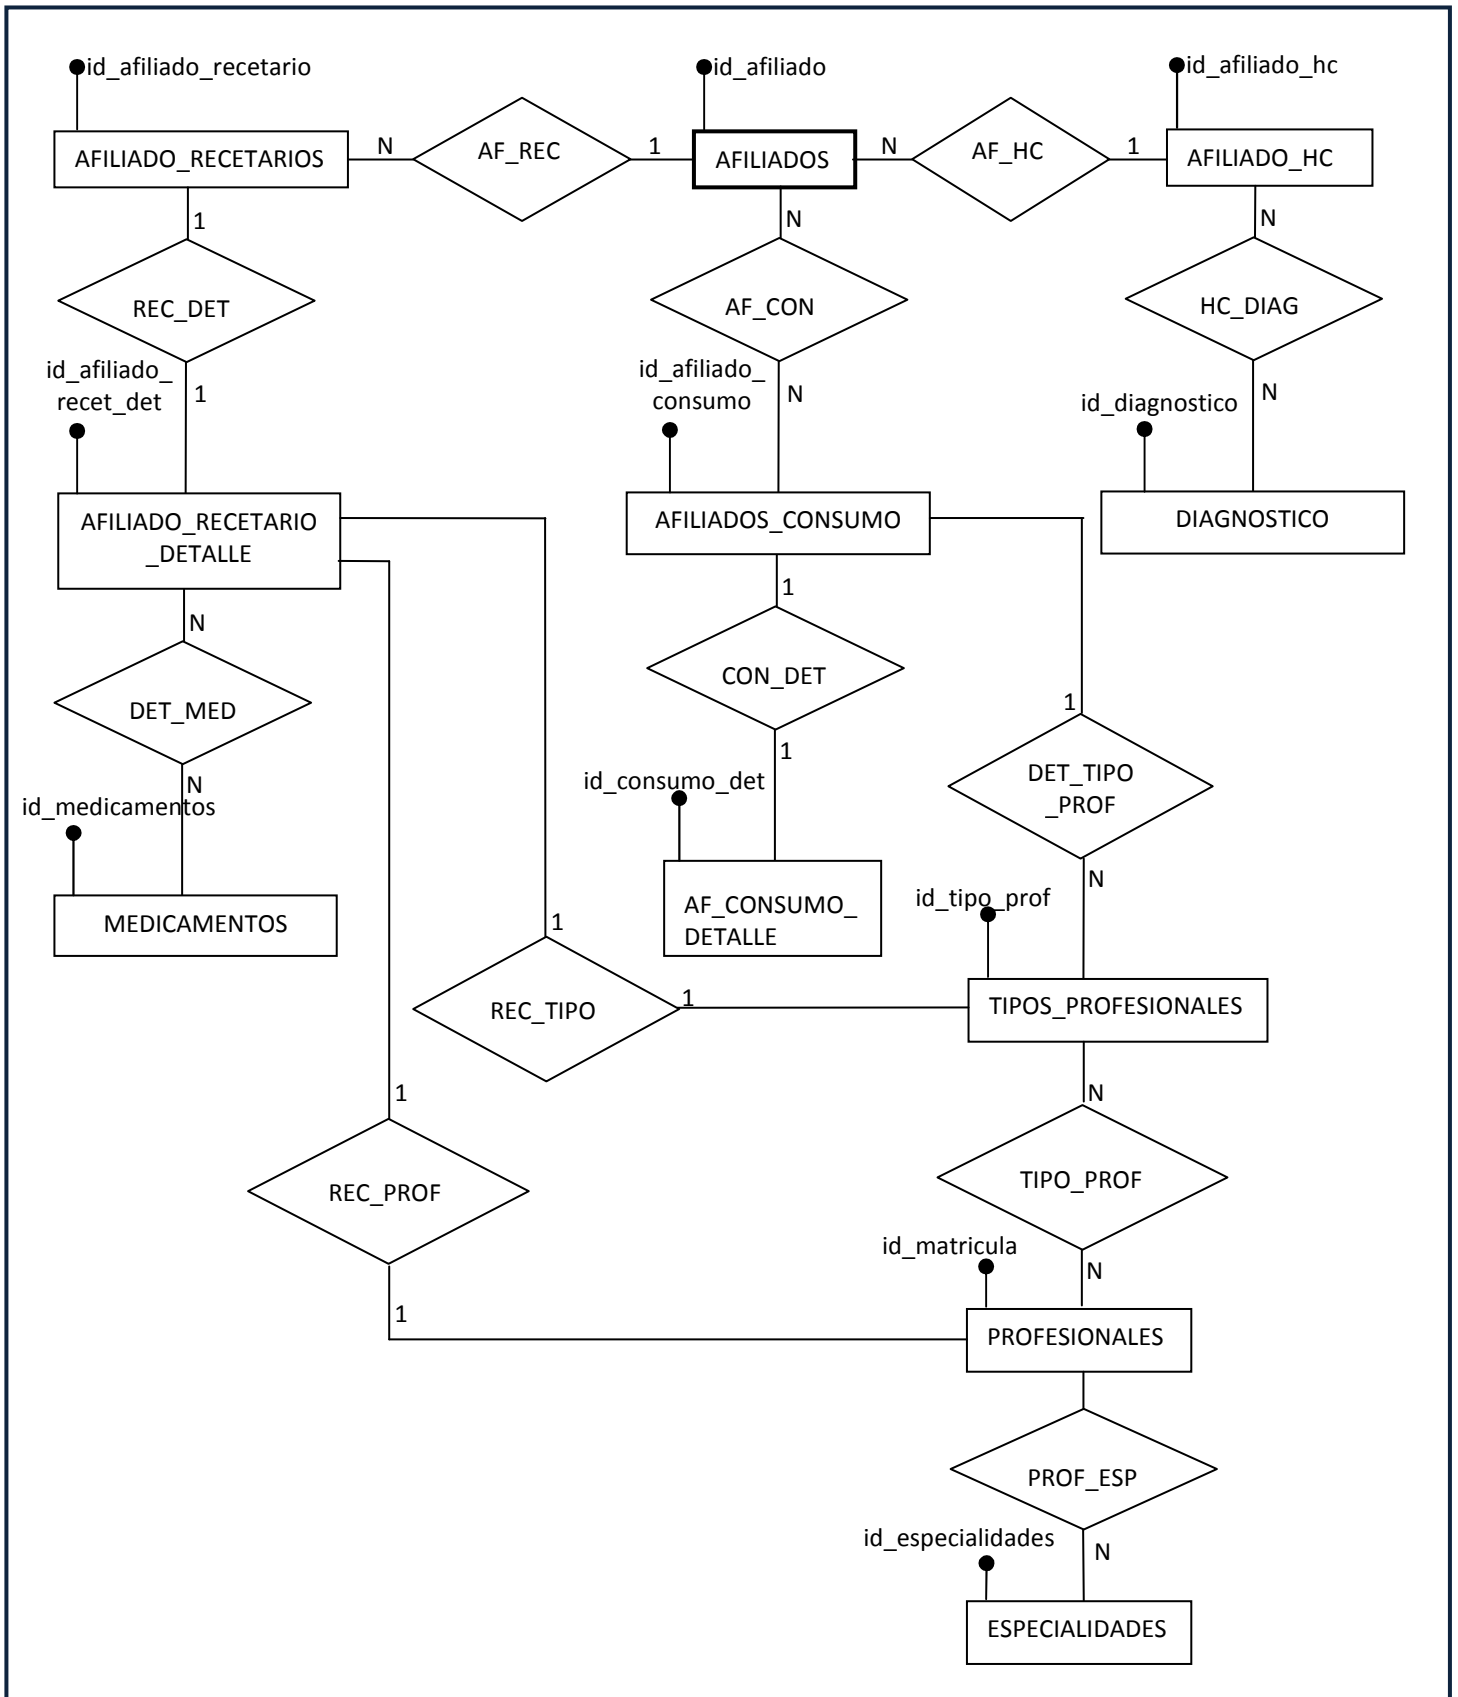 id_afiliado_recetario
id_afiliado
id_afiliado_hc
AFILIADO_RECETARIOS
N
AF_REC
1
AFILIADOS
N
AF_HC
1
AFILIADO_HC
1
N
N
REC_DET
AF_CON
HC_DIAG
id_afiliado_
recet_det
1
id_afiliado_
consumo
N
id_diagnostico
N
AFILIADO_RECETARIO
_DETALLE
AFILIADOS_CONSUMO
DIAGNOSTICO
N
1
DET_MED
CON_DET
1
N
id_medicamentos
1
id_consumo_det
DET_TIPO
_PROF
MEDICAMENTOS
AF_CONSUMO_
DETALLE
N
id_tipo_prof
1
REC_TIPO
1
TIPOS_PROFESIONALES
1
N
REC_PROF
TIPO_PROF
id_matricula
N
1
PROFESIONALES
PROF_ESP
id_especialidades
N
ESPECIALIDADES